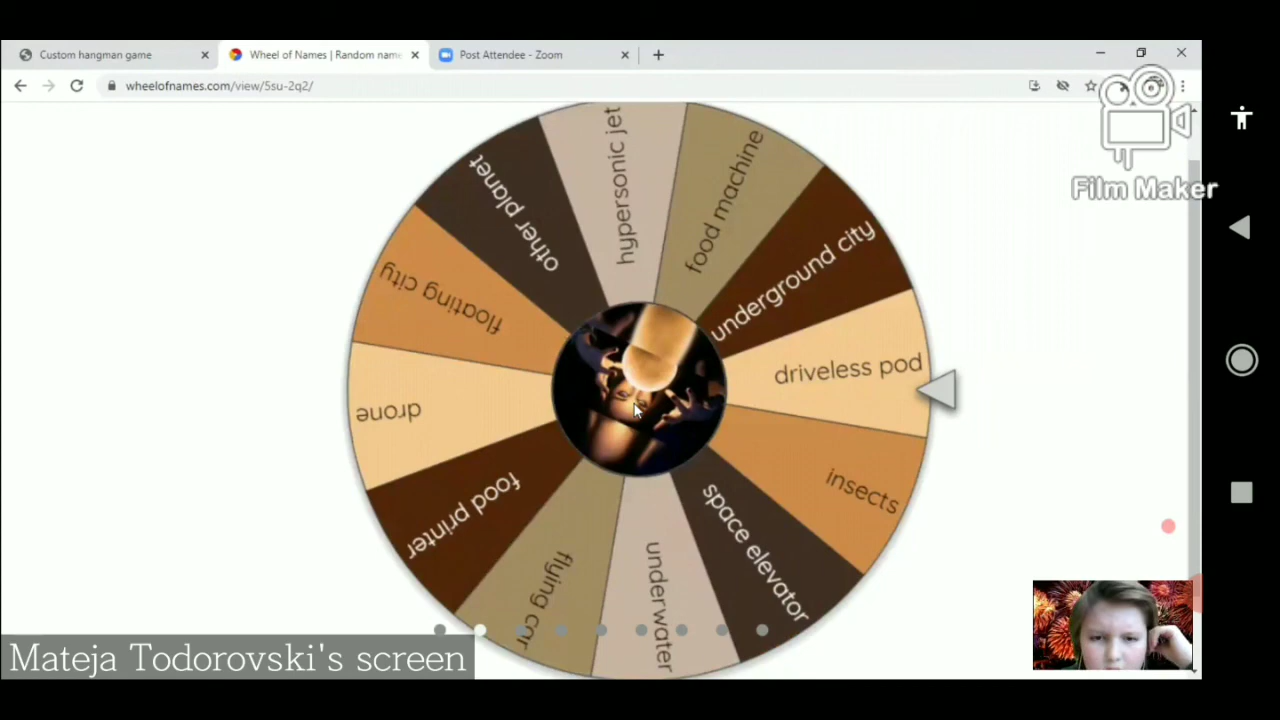 Custom hangman game
Wheel of Names | Random name
Post Attendee - Zoom
wheelofnames.com/view/5su-2q2/
Film Maker
hypersonic jet
food machine
underground city
driveless pod
insects
space elevator
underwater
flying car
food printer
drone
floating city
other planet
Mateja Todorovski's screen